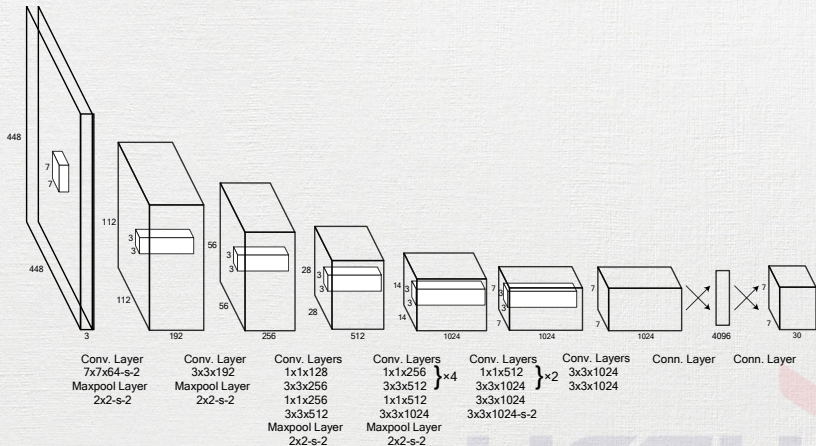 448
7
7
448
3
112
3
3
112
192
56
3
3
56
256
28
3
3
28
512
14
3
3
14
1024
7
3
3
7
1024
7
7
1024
4096
7
7
30
Conv. Layer
7x7x64-s-2
Maxpool Layer
2x2-s-2
Conv. Layer
3x3x192
Maxpool Layer
2x2-s-2
Conv. Layers
1x1x128
3x3x256
1x1x256
3x3x512
Maxpool Layer
2x2-s-2
Conv. Layers
1x1x256
3x3x512
}×4
1x1x512
3x3x1024
Maxpool Layer
2x2-s-2
Conv. Layers
1x1x512
3x3x1024
}×2
3x3x1024
3x3x1024-s-2
Conv. Layers
3x3x1024
3x3x1024
Conn. Layer
Conn. Layer